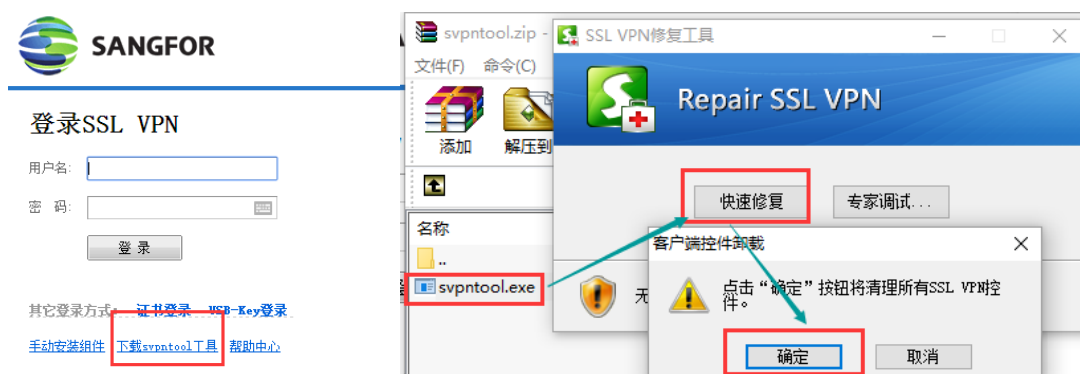 SANGFOR
登录SSL VPN
用户名:
密 码:
登 录
其它登录方式: 证书登录 USB-Key登录
手动安装组件 下载svpntool工具 帮助中心
svpntool.zip -
文件(F) 命令(C)
添加 解压到
名称
..
svpntool.exe
SSL VPN修复工具
Repair SSL VPN
快速修复 专家调试...
无
客户端控件卸载
点击“确定”按钮将清理所有SSL VPN控
件。
确定 取消